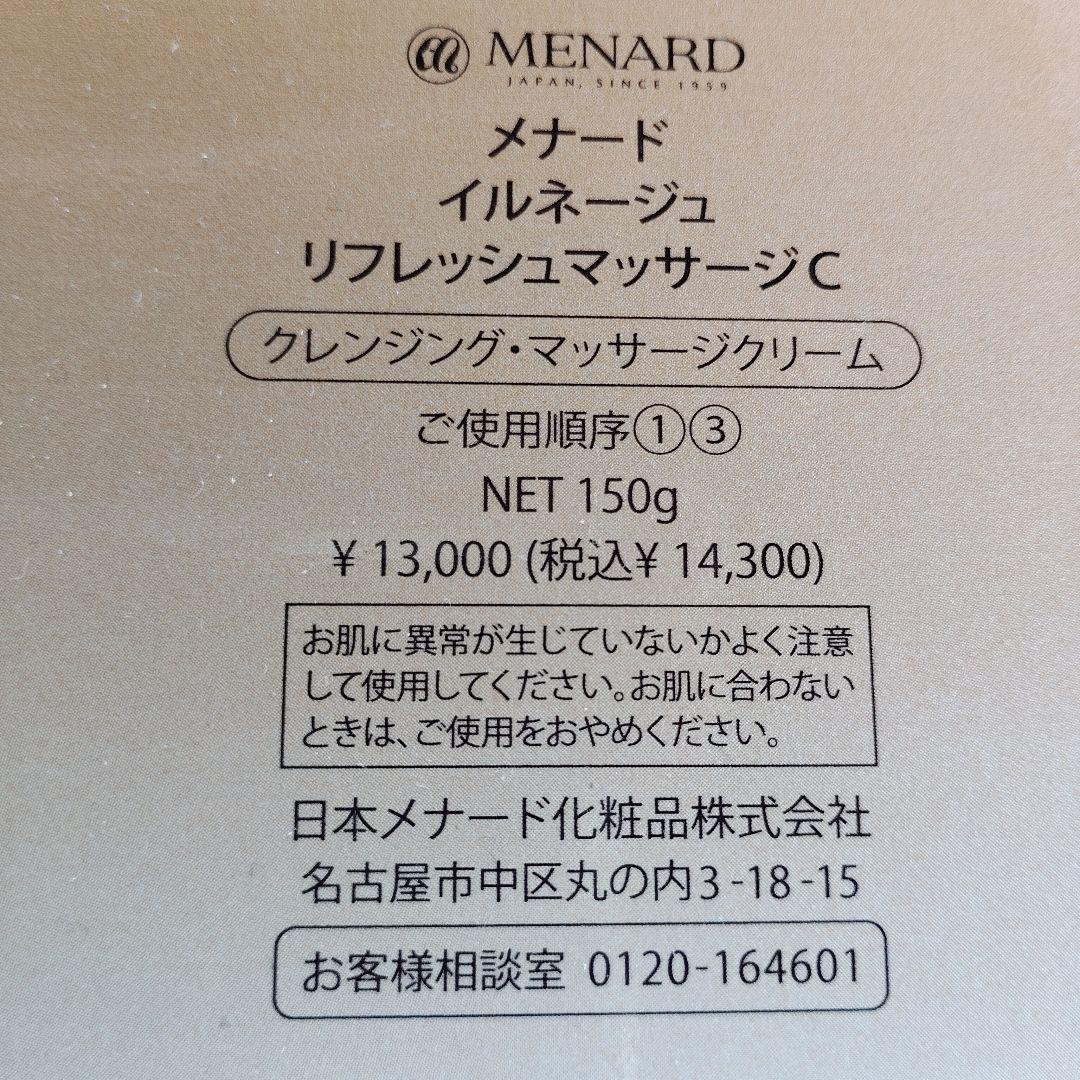 MENARD
JAPAN, SINCE 1959
メナード
イルネージュ
リフレッシュマッサージC
クレンジング・マッサージクリーム
ご使用順序①③
NET 150g
¥ 13,000 (税込¥ 14,300)
お肌に異常が生じていないかよく注意
して使用してください。お肌に合わない
ときは、ご使用をおやめください。
日本メナード化粧品株式会社
名古屋市中区丸の内3-18-15
お客様相談室 0120-164601